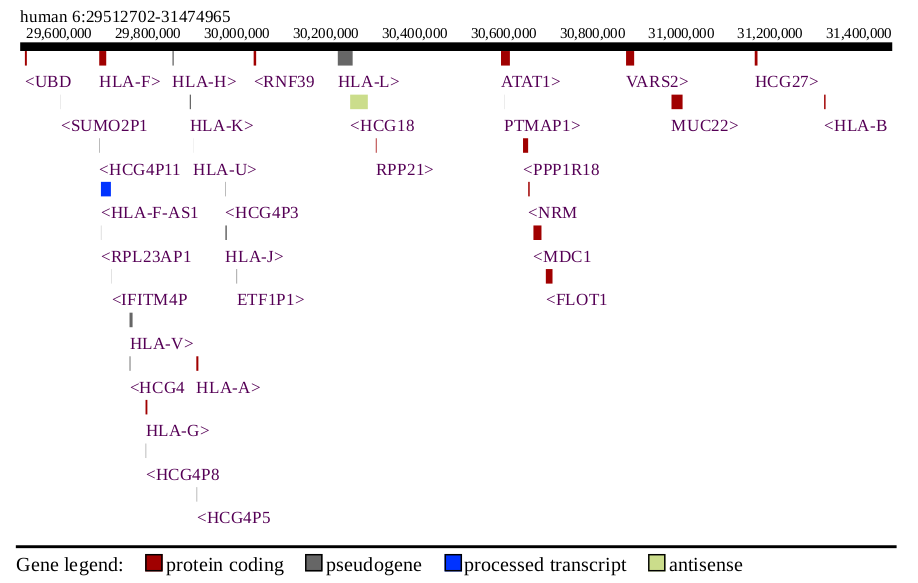 human 6:29512702-31474965
29,600,000 29,800,000 30,000,000 30,200,000 30,400,000 30,600,000 30,800,000 31,000,000 31,200,000 31,400,000
<UBD HLA-F> HLA-H> <RNF39 HLA-L> ATAT1> VARS2> HCG27>
<SUMO2P1 HLA-K> <HCG18 PTMAP1> MUC22> <HLA-B
<HCG4P11 HLA-U> RPP21> <PPP1R18
<HLA-F-AS1 <HCG4P3 <NRM
<RPL23AP1 HLA-J> <MDC1
<IFITM4P ETF1P1> <FLOT1
HLA-V>
<HCG4 HLA-A>
HLA-G>
<HCG4P8
<HCG4P5
Gene legend: protein coding pseudogene processed transcript antisense